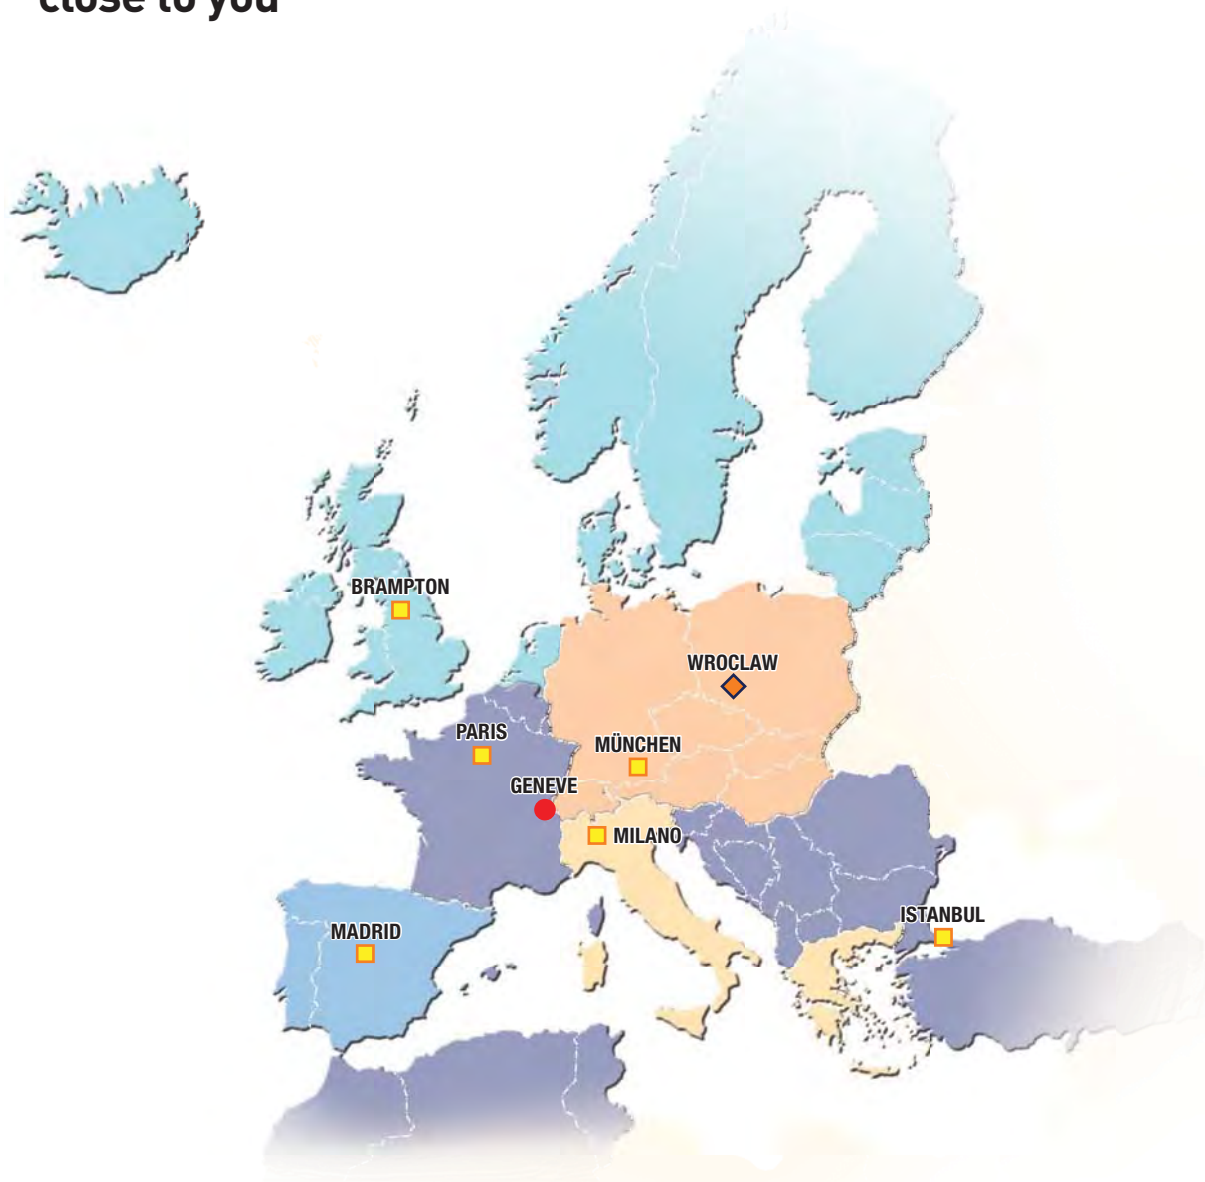 close to you
BRAMPTON
WROCLAW
PARIS
MÜNCHEN
GENEVE
MILANO
ISTANBUL
MADRID